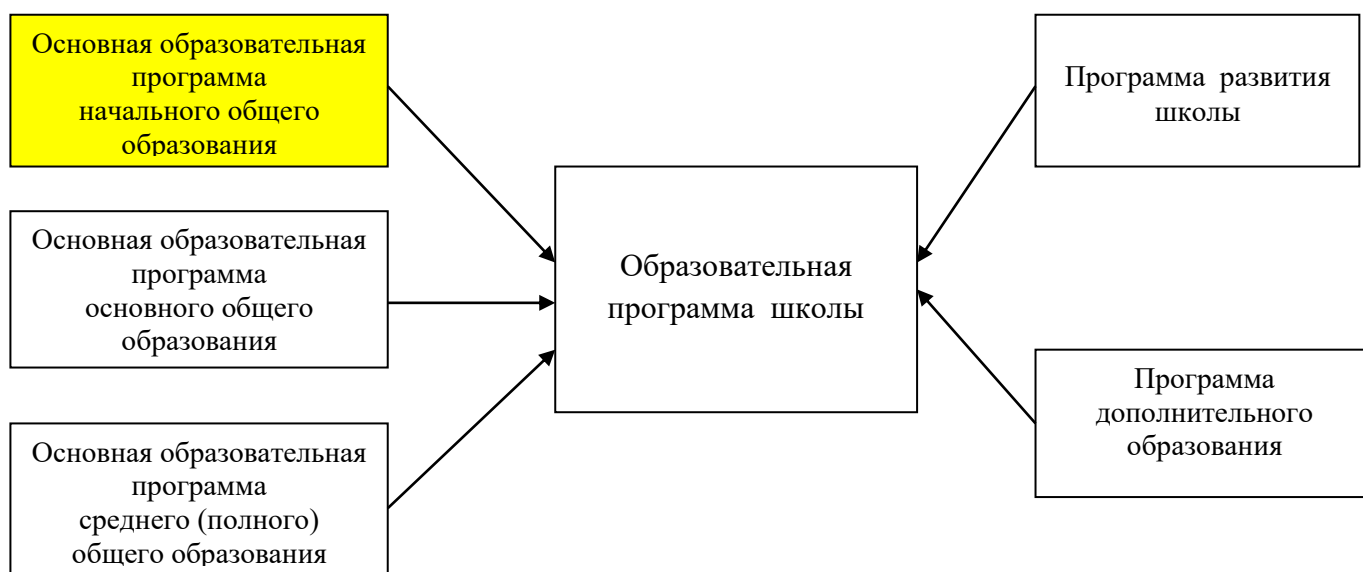 Основная образовательная
программа
начального общего
образования
Основная образовательная
программа
основного общего
образования
Основная образовательная
программа
среднего (полного)
общего образования
Образовательная
программа школы
Программа развития
школы
Программа
дополнительного
образования